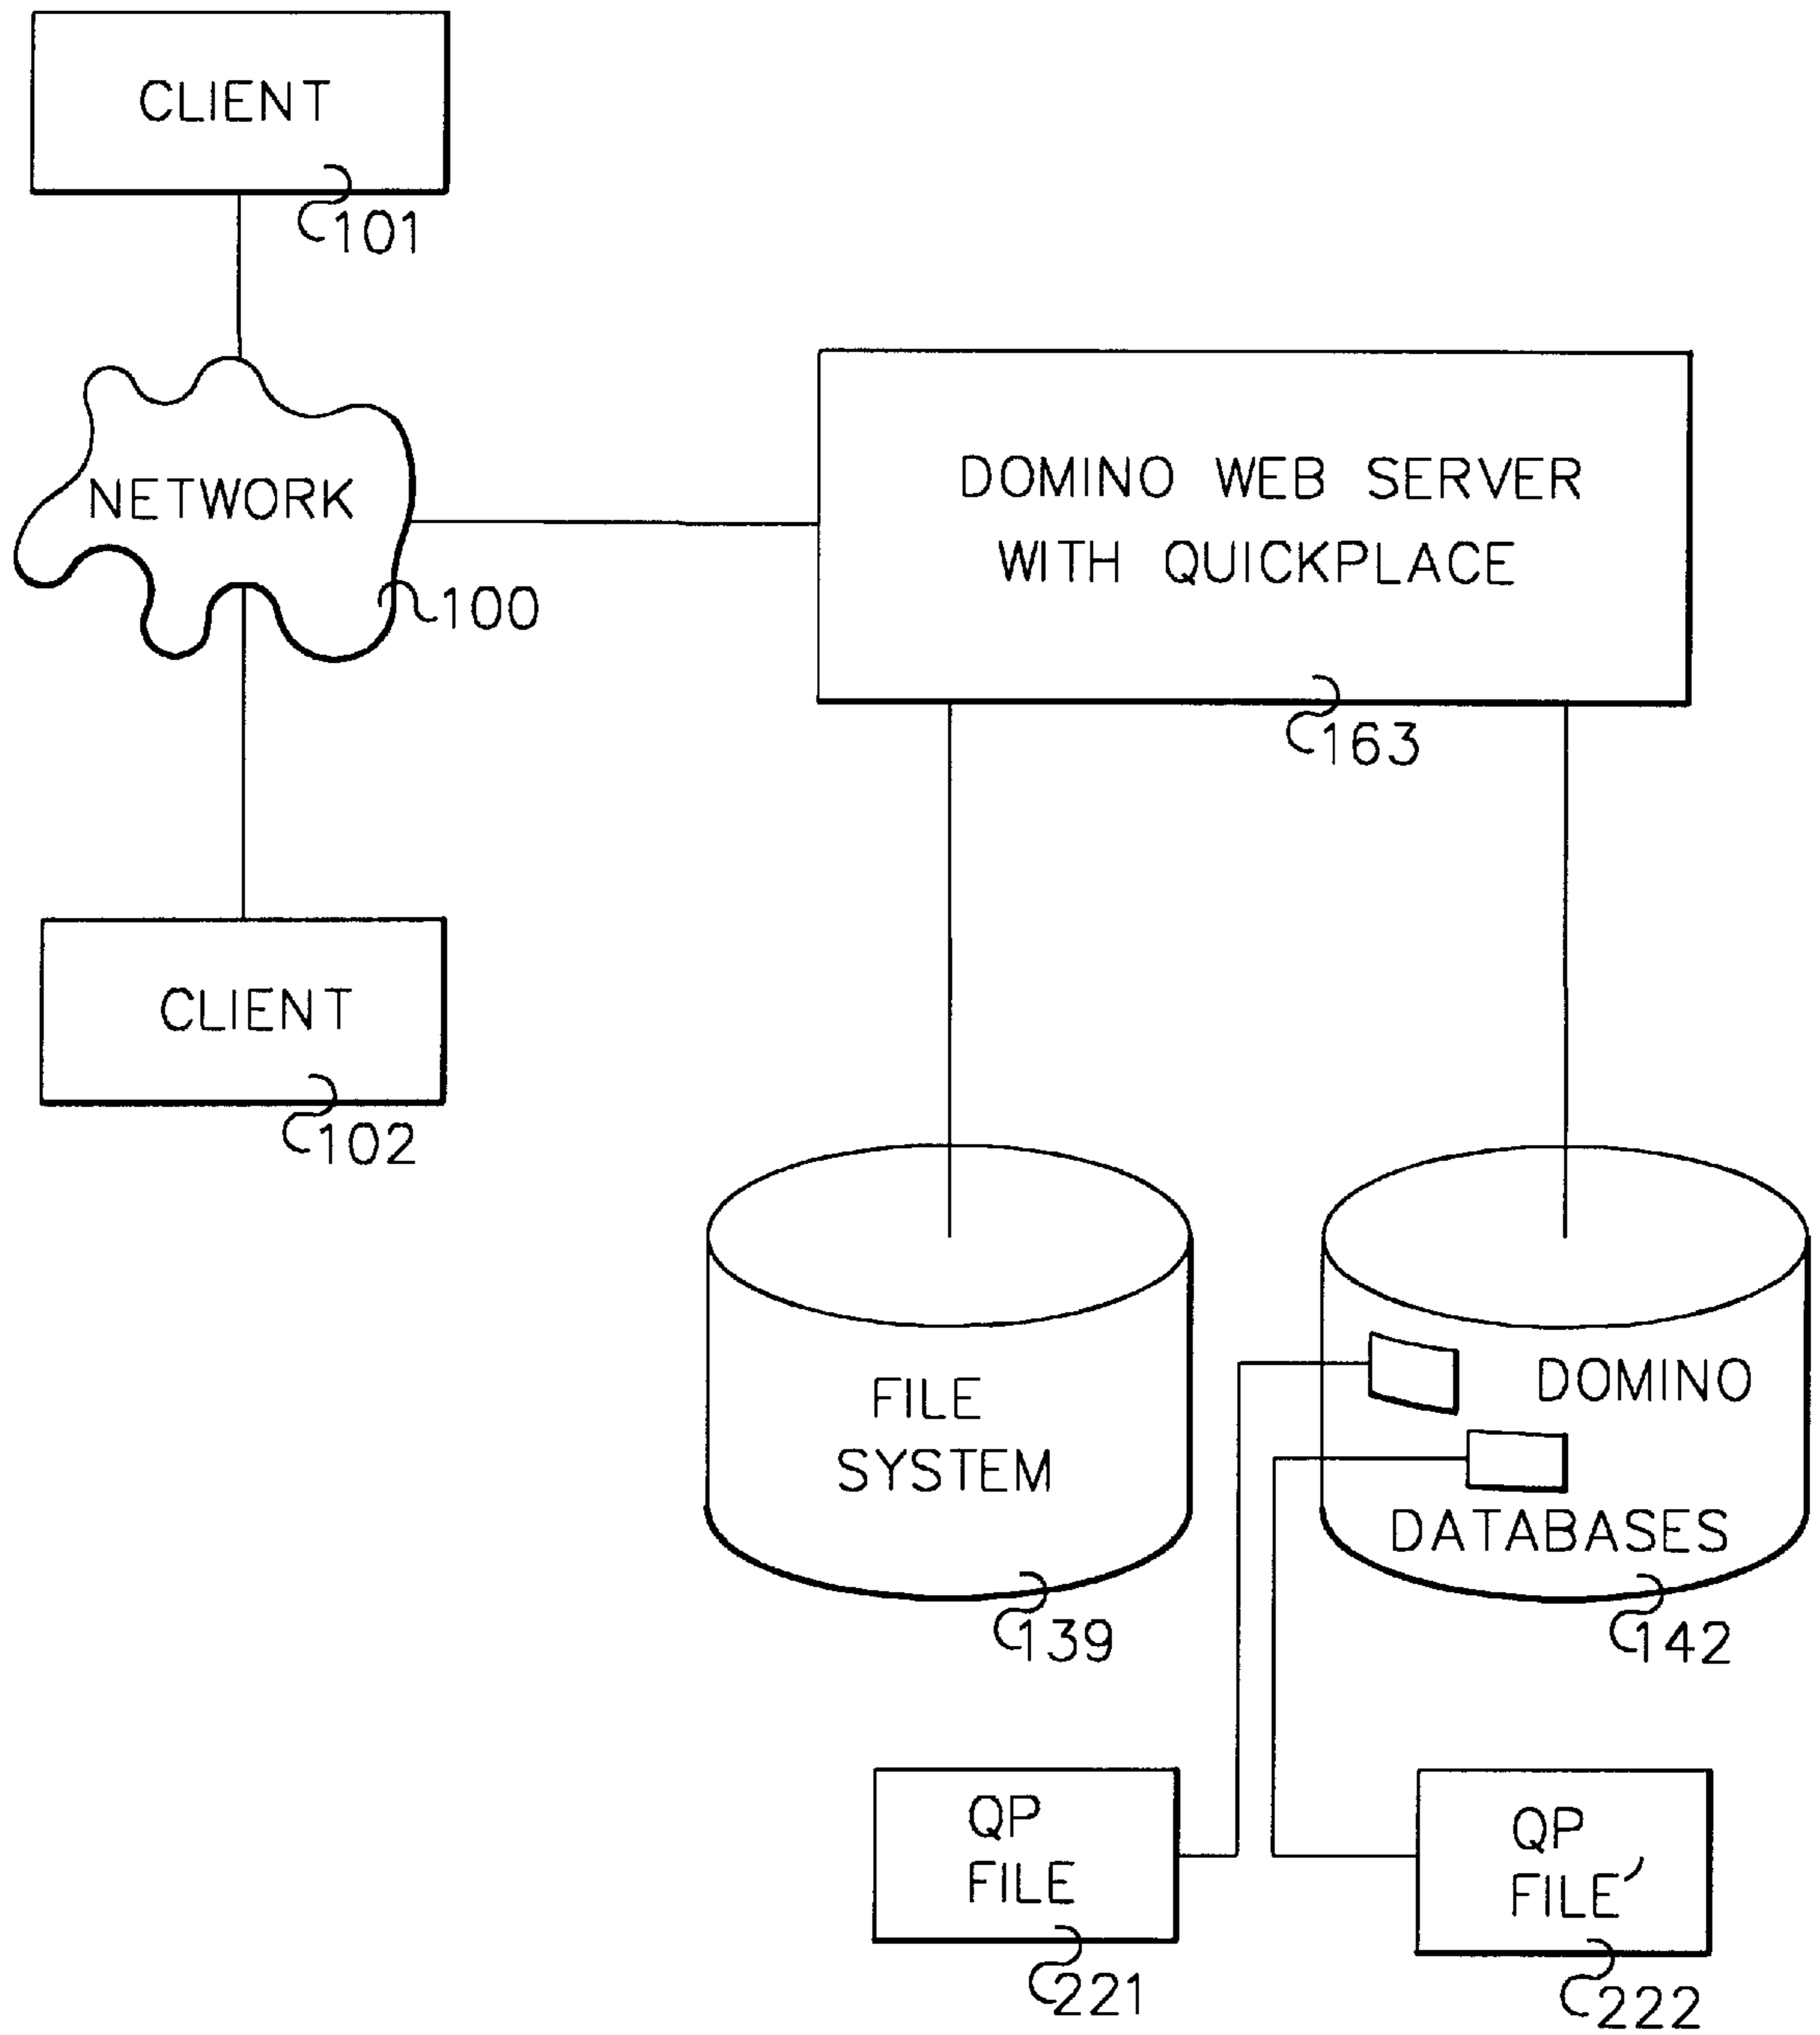 CLIENT
101
NETWORK
100
DOMINO WEB SERVER
WITH QUICKPLACE
163
CLIENT
102
FILE
SYSTEM
139
DOMINO
DATABASES
142
QP
FILE
221
QP
FILE′
222